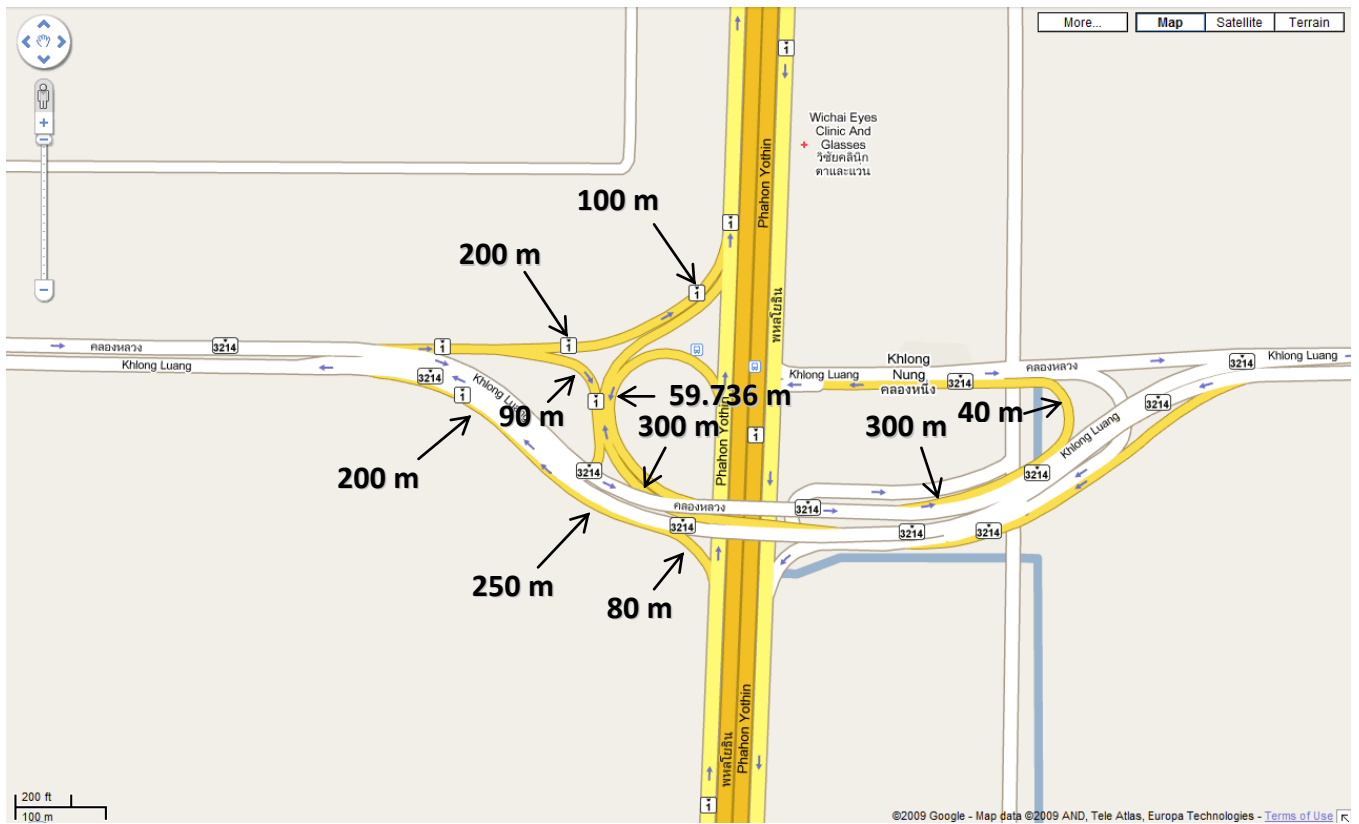 More...
Map
Satellite
Terrain
1
1
Wichai Eyes
Clinic And
Glasses
วิชัยคลินิก
ตาและแว่น
Phahon Yothin
100 m
1
200 m
1
พหลโยธิน
คลองหลวง
3214
1
1
Khlong Luang
3214
Khlong Luang
1
90 m
1
59.736 m
300 m
Phahon Yothin
1
Khlong Luang
Khlong
Nung
คลองหนึ่ง
3214
คลองหลวง
3214
Khlong Luang
40 m
3214
Khlong Luang
300 m
200 m
3214
3214
คลองหลวง
3214
3214
3214
3214
250 m
80 m
พหลโยธิน
Phahon Yothin
1
200 ft
100 m
©2009 Google - Map data ©2009 AND, Tele Atlas, Europa Technologies - Terms of Use